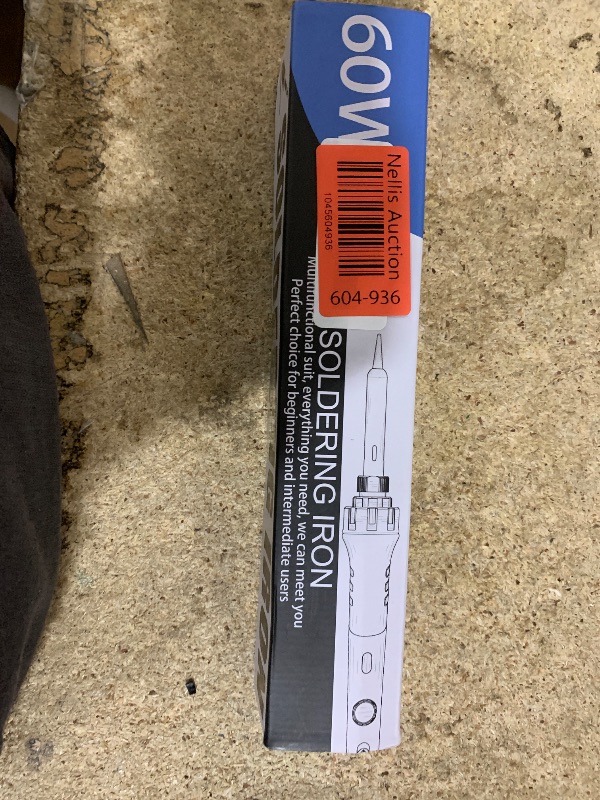 60W
Nellis Auction
1045604936
604-936
SOLDERING IRON
Multifunctional suit, everything you need, we can meet you
Perfect choice for beginners and intermediate users